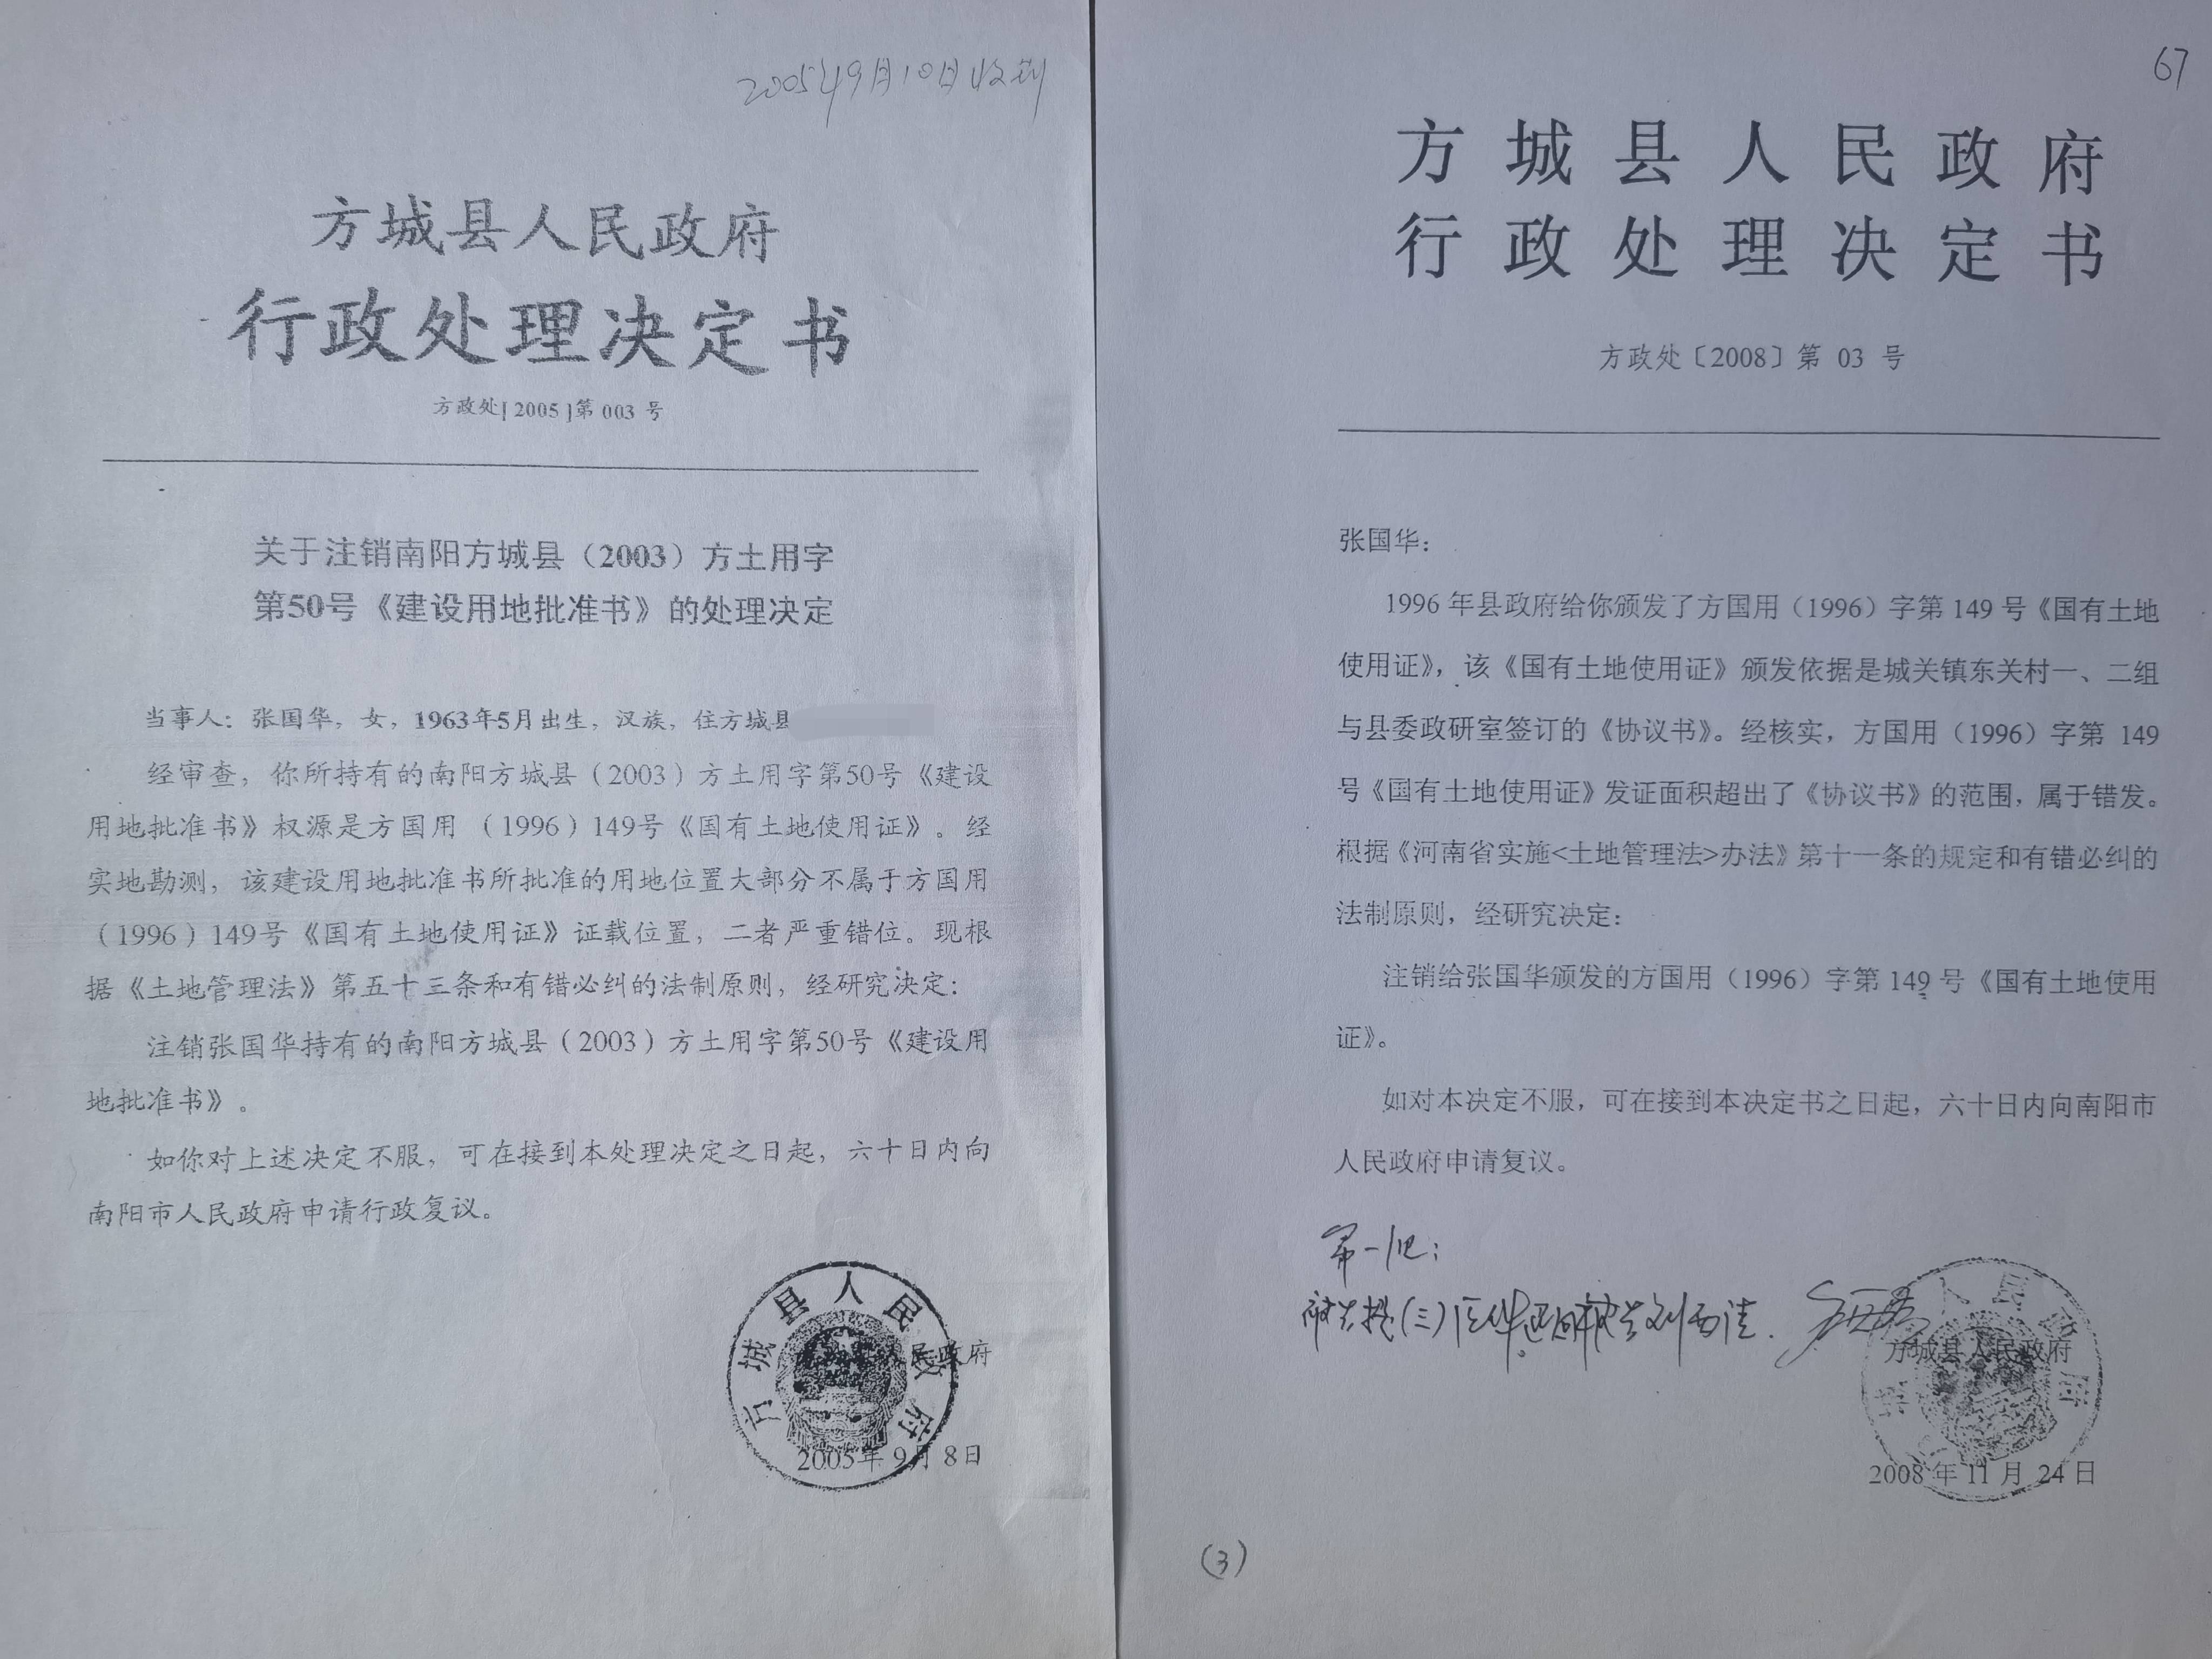 2005年9月10日收到
方城县人民政府
行政处理决定书
方政处[2005]第 003 号
关于注销南阳方城县（2003）方土用字
第50号《建设用地批准书》的处理决定
当事人：张国华，女，1963年5月出生，汉族，住方城县
经审查，你所持有的南阳方城县（2003）方土用字第50号《建设
用地批准书》权源是方国用（1996）149号《国有土地使用证》。经
实地勘测，该建设用地批准书所批准的用地位置大部分不属于方国用
（1996）149号《国有土地使用证》证载位置，二者严重错位。现根
据《土地管理法》第五十三条和有错必纠的法制原则，经研究决定：
注销张国华持有的南阳方城县（2003）方土用字第50号《建设用
地批准书》。
如你对上述决定不服，可在接到本处理决定之日起，六十日内向
南阳市人民政府申请行政复议。
方城县人民政府
2005年9月8日
67
方城县人民政府
行政处理决定书
方政处〔2008〕第 03 号
张国华：
1996年县政府给你颁发了方国用（1996）字第149号《国有土地
使用证》，该《国有土地使用证》颁发依据是城关镇东关村一、二组
与县委政研室签订的《协议书》。经核实，方国用（1996）字第 149
号《国有土地使用证》发证面积超出了《协议书》的范围，属于错发。
根据《河南省实施<土地管理法>办法》第十一条的规定和有错必纠的
法制原则，经研究决定：
注销给张国华颁发的方国用（1996）字第149号《国有土地使用
证》。
如对本决定不服，可在接到本决定书之日起，六十日内向南阳市
人民政府申请复议。
方城县人民政府
2008年11月24日
(3)